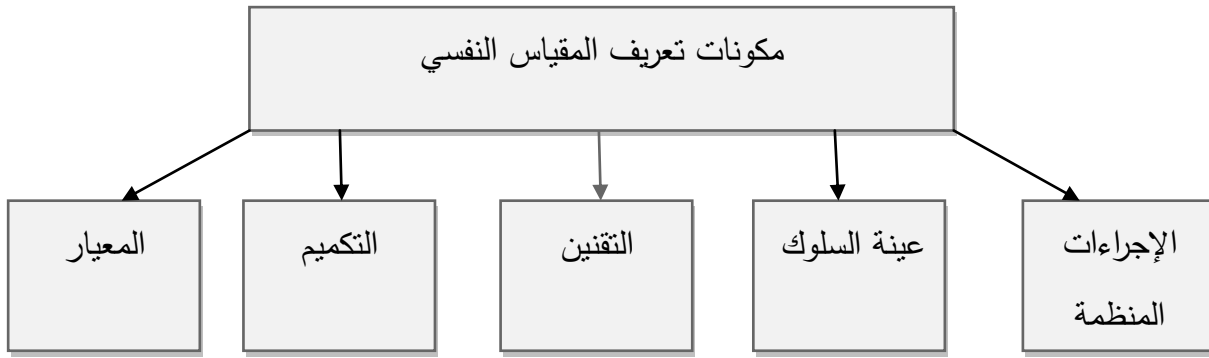 مكونات تعريف المقياس النفسي
الإجراءات
المنظمة
عينة السلوك
التقنين
التكميم
المعيار